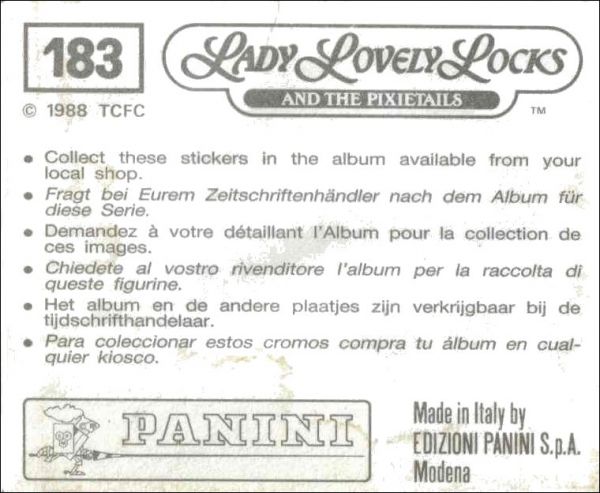 183
LADY LOVELY LOCKS
AND THE PIXIETAILS
© 1988 TCFC
TM
• Collect these stickers in the album available from your
local shop.
• Fragt bei Eurem Zeitschriftenhändler nach dem Album für
diese Serie.
• Demandez à votre détaillant l'Album pour la collection de
ces images.
• Chiedete al vostro rivenditore l'album per la raccolta di
queste figurine.
• Het album en de andere plaatjes zijn verkrijgbaar bij de
tijdschrifthandelaar.
• Para coleccionar estos cromos compra tu álbum en cual-
quier kiosco.
PANINI
Made in Italy by
EDIZIONI PANINI S.p.A.
Modena